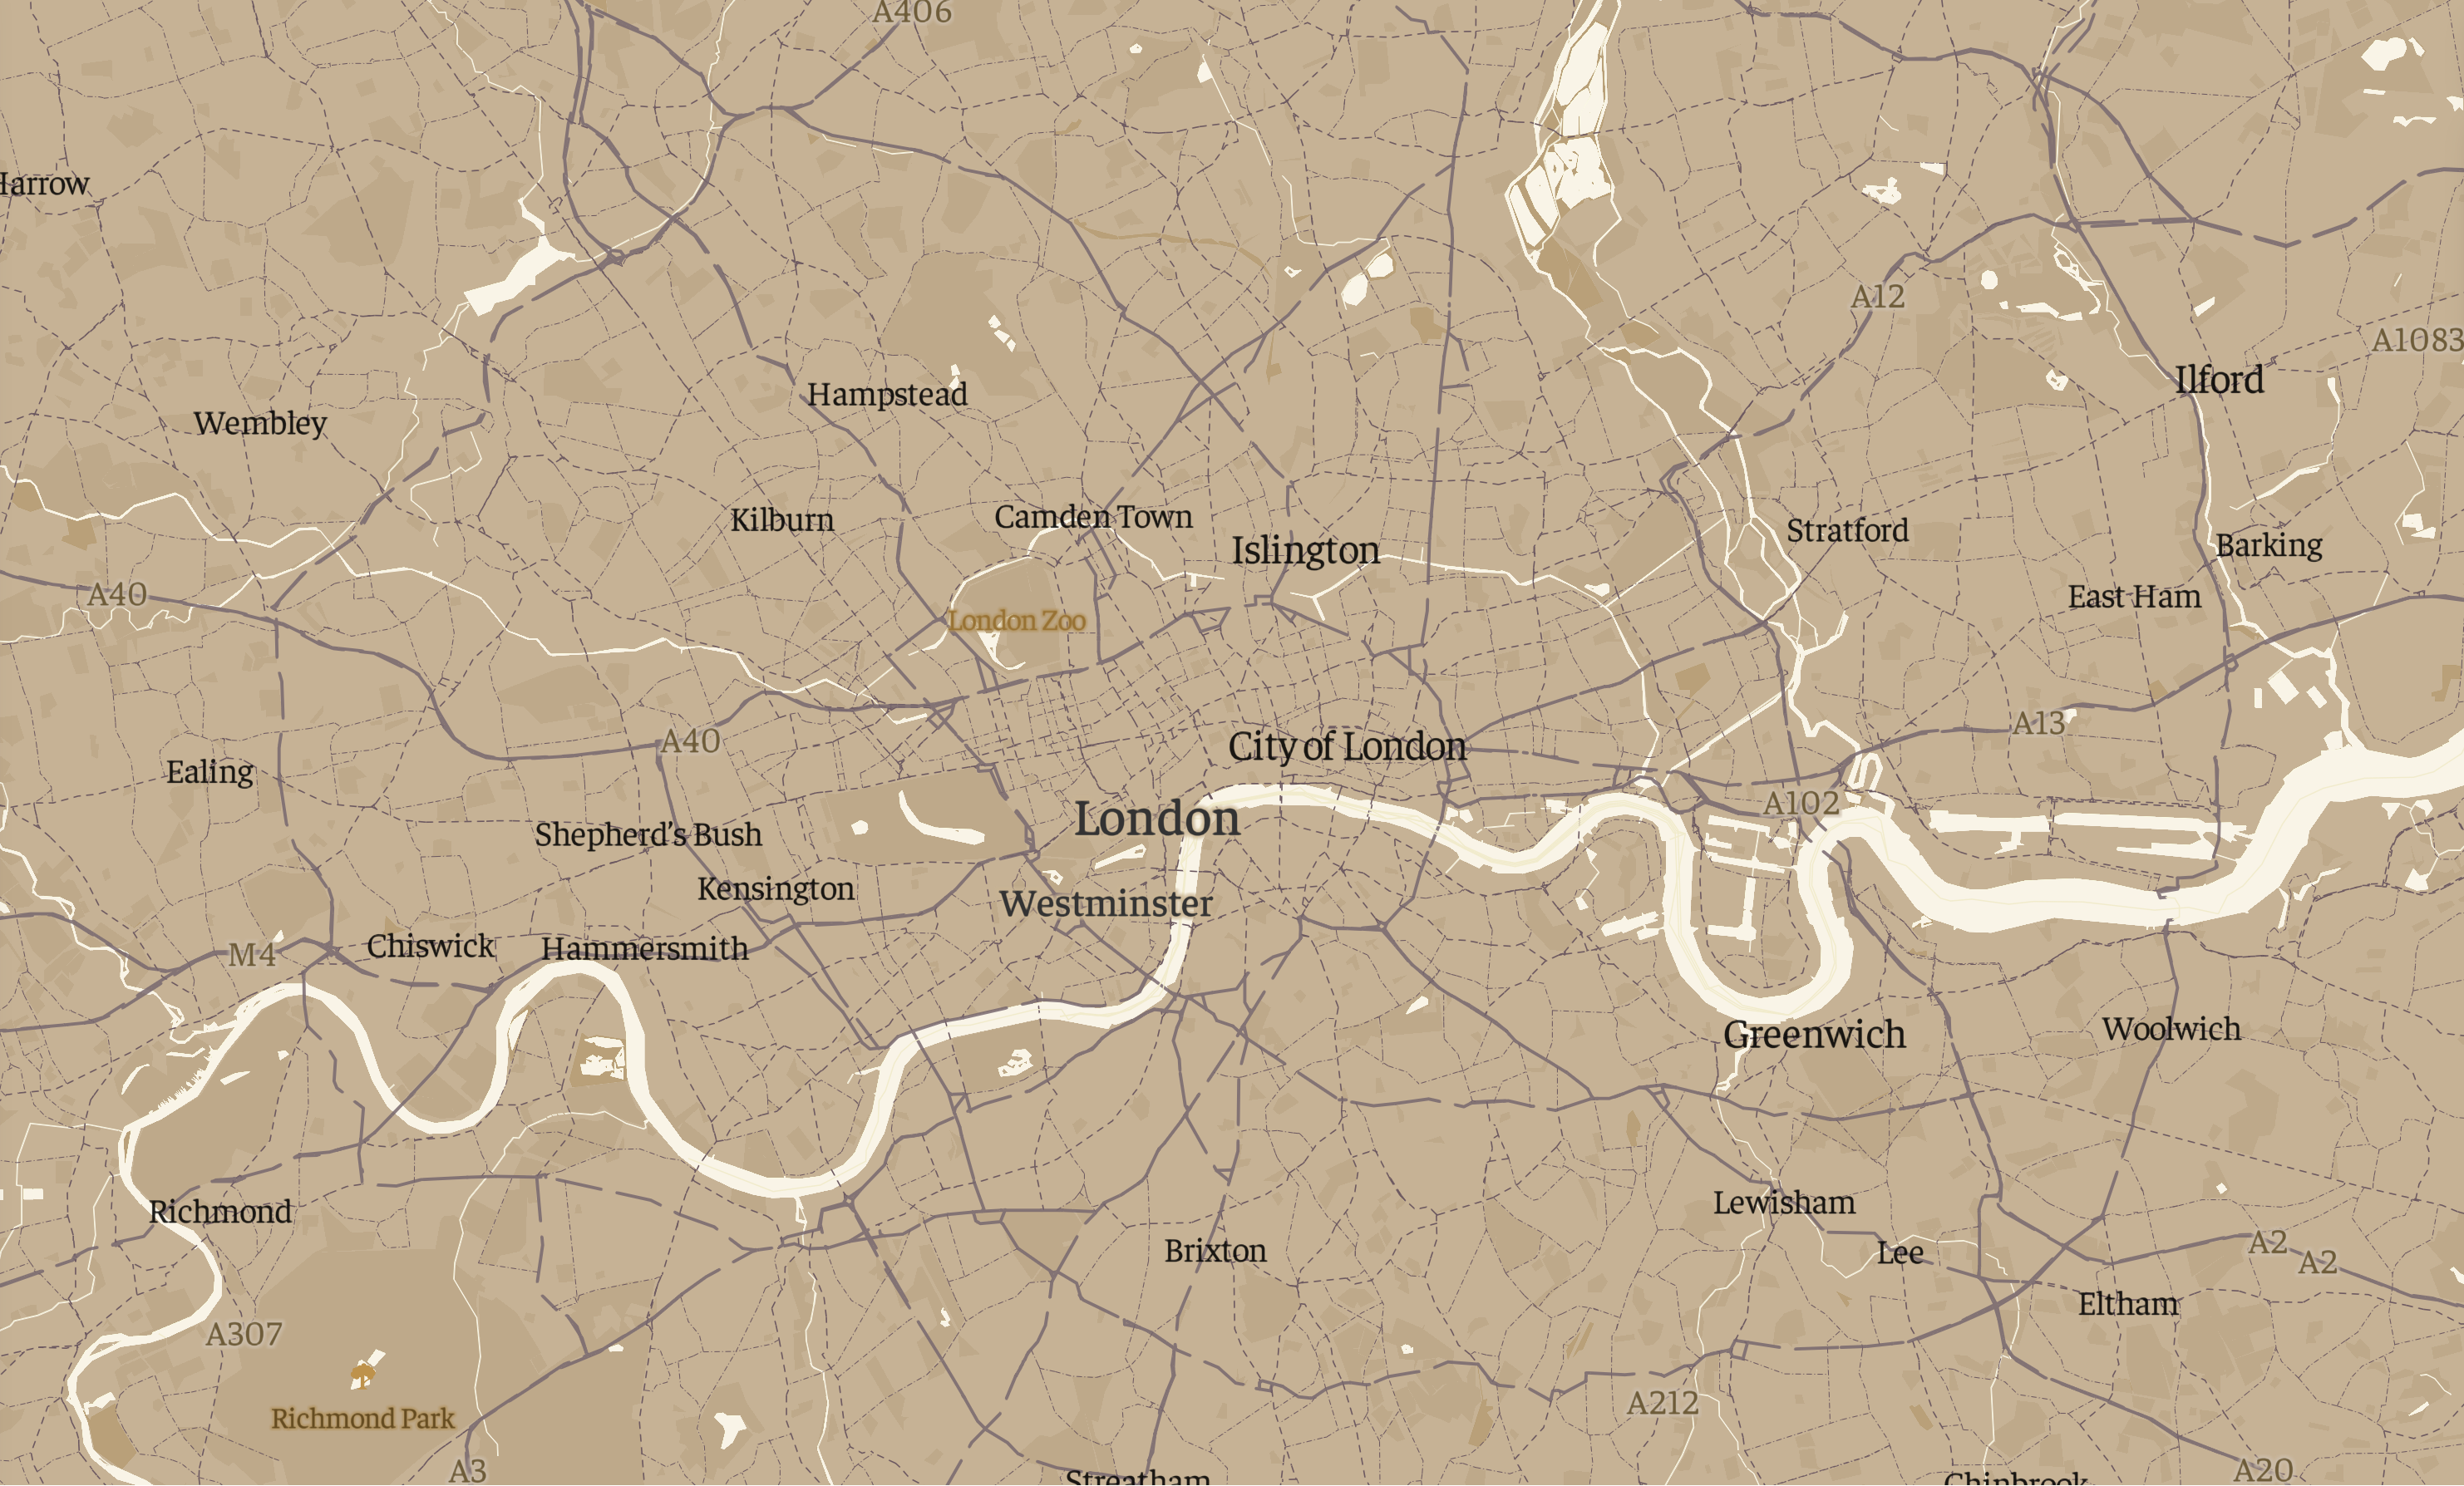 A406
Harrow
A12
A1083
Ilford
Hampstead
Wembley
Camden Town
Kilburn
Stratford
Islington
Barking
A40
East Ham
London Zoo
A13
A40
City of London
Ealing
A102
London
Shepherd's Bush
Kensington
Westminster
Chiswick
Hammersmith
M4
Woolwich
Greenwich
Lewisham
Richmond
A2
Brixton
Lee
A2
Eltham
A307
A212
Richmond Park
A3
A20
Streatham
Chinbrook